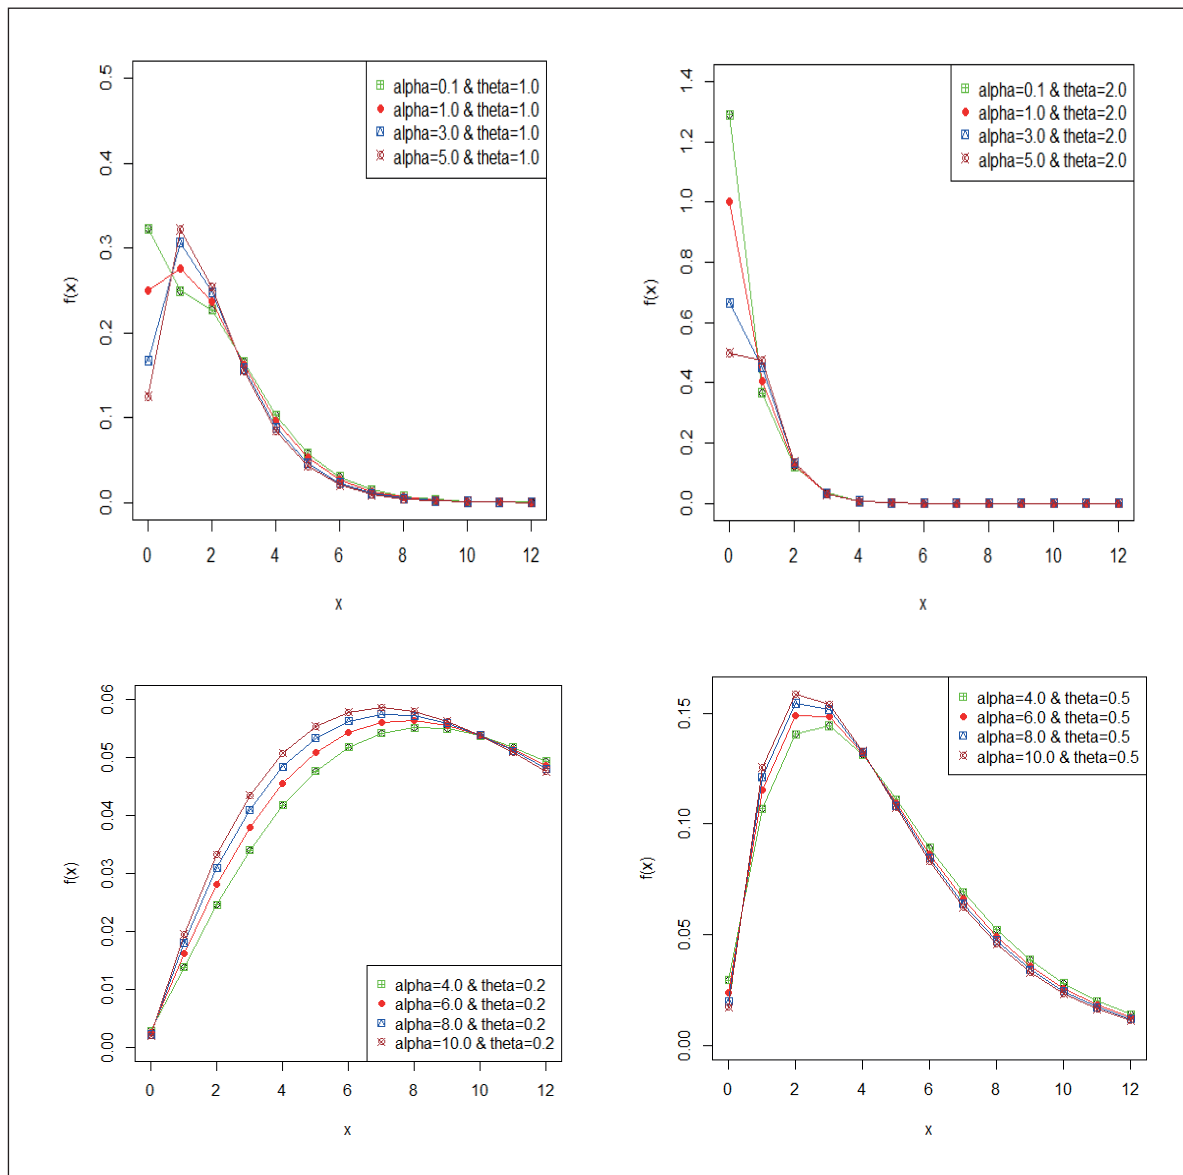 alpha=0.1 & theta=1.0
alpha=1.0 & theta=1.0
alpha=3.0 & theta=1.0
alpha=5.0 & theta=1.0
f(x)
0.0 0.1 0.2 0.3 0.4 0.5
0 2 4 6 8 10 12
x
alpha=0.1 & theta=2.0
alpha=1.0 & theta=2.0
alpha=3.0 & theta=2.0
alpha=5.0 & theta=2.0
f(x)
0.0 0.2 0.4 0.6 0.8 1.0 1.2 1.4
0 2 4 6 8 10 12
x
alpha=4.0 & theta=0.2
alpha=6.0 & theta=0.2
alpha=8.0 & theta=0.2
alpha=10.0 & theta=0.2
f(x)
0.00 0.01 0.02 0.03 0.04 0.05 0.06
0 2 4 6 8 10 12
x
alpha=4.0 & theta=0.5
alpha=6.0 & theta=0.5
alpha=8.0 & theta=0.5
alpha=10.0 & theta=0.5
f(x)
0.00 0.05 0.10 0.15
0 2 4 6 8 10 12
x